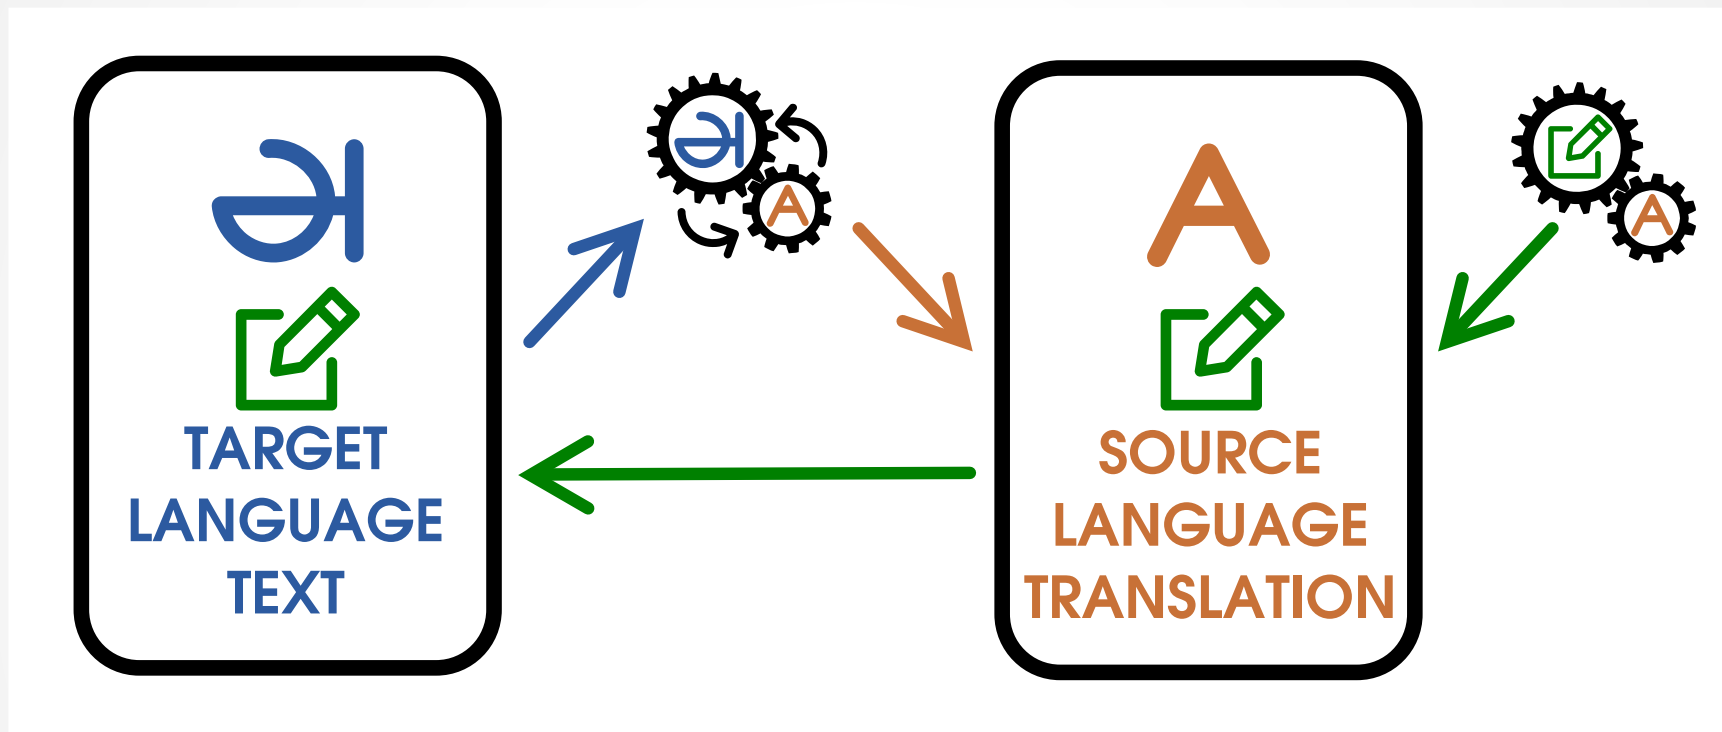 அ
TARGET
LANGUAGE
TEXT
அ
A
A
SOURCE
LANGUAGE
TRANSLATION
A